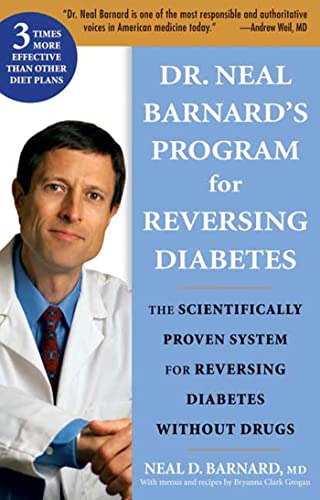 "Dr. Neal Barnard is one of the most responsible and authoritative
voices in American medicine today." —Andrew Weil, MD
3 TIMES
MORE
EFFECTIVE
THAN OTHER
DIET PLANS
DR. NEAL
BARNARD'S
PROGRAM
for
REVERSING
DIABETES
THE SCIENTIFICALLY
PROVEN SYSTEM
FOR REVERSING
DIABETES
WITHOUT DRUGS
NEAL D. BARNARD, MD
With menus and recipes by Bryanna Clark Grogan